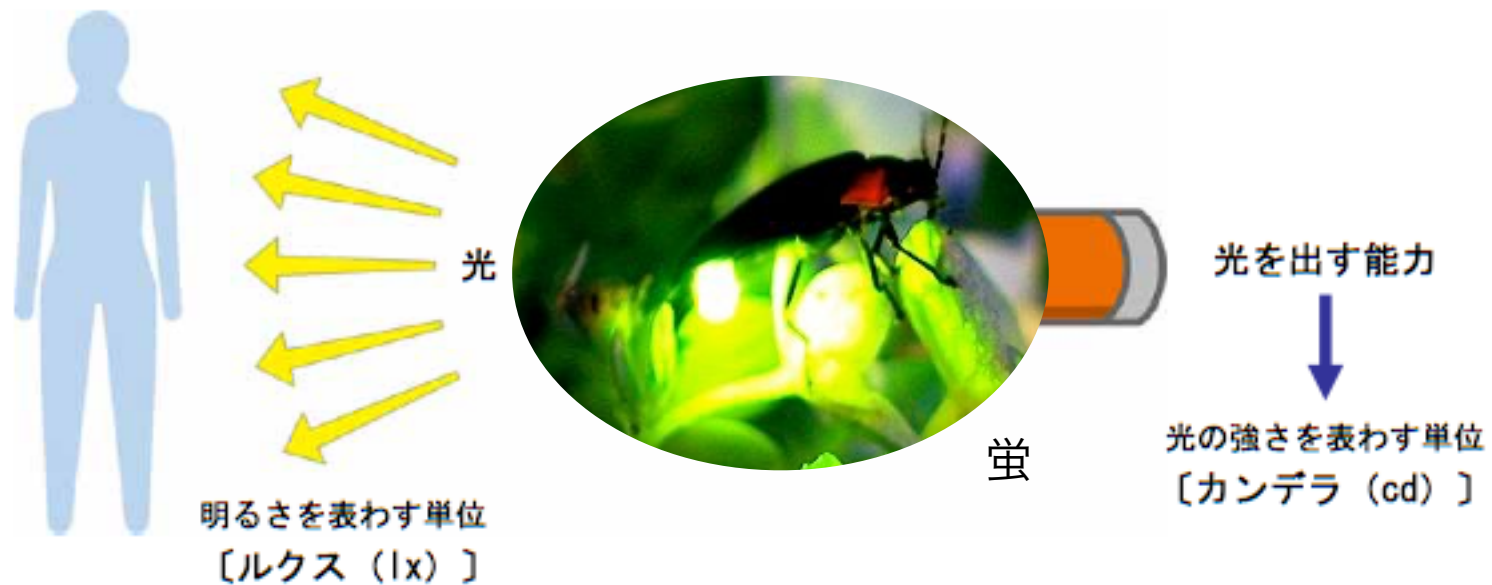 光
蛍
明るさを表わす単位
〔ルクス（lx）〕
光を出す能力
光の強さを表わす単位
〔カンデラ（cd）〕